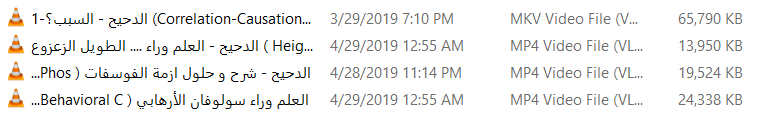 الدحيح - السبب؟-1 (Correlation-Causation... 3/29/2019 7:10 PM MKV Video File (V... 65,790 KB
الدحيح - العلم وراء .... الطويل الزعزوع ( Heig... 4/29/2019 12:55 AM MP4 Video File (VL... 13,950 KB
الدحيح - شرح و حلول ازمة الفوسفات ( Phos... 4/28/2019 11:14 PM MP4 Video File (VL... 19,524 KB
العلم وراء سولوفان الأرهابي ( Behavioral C... 4/29/2019 12:55 AM MP4 Video File (VL... 24,338 KB